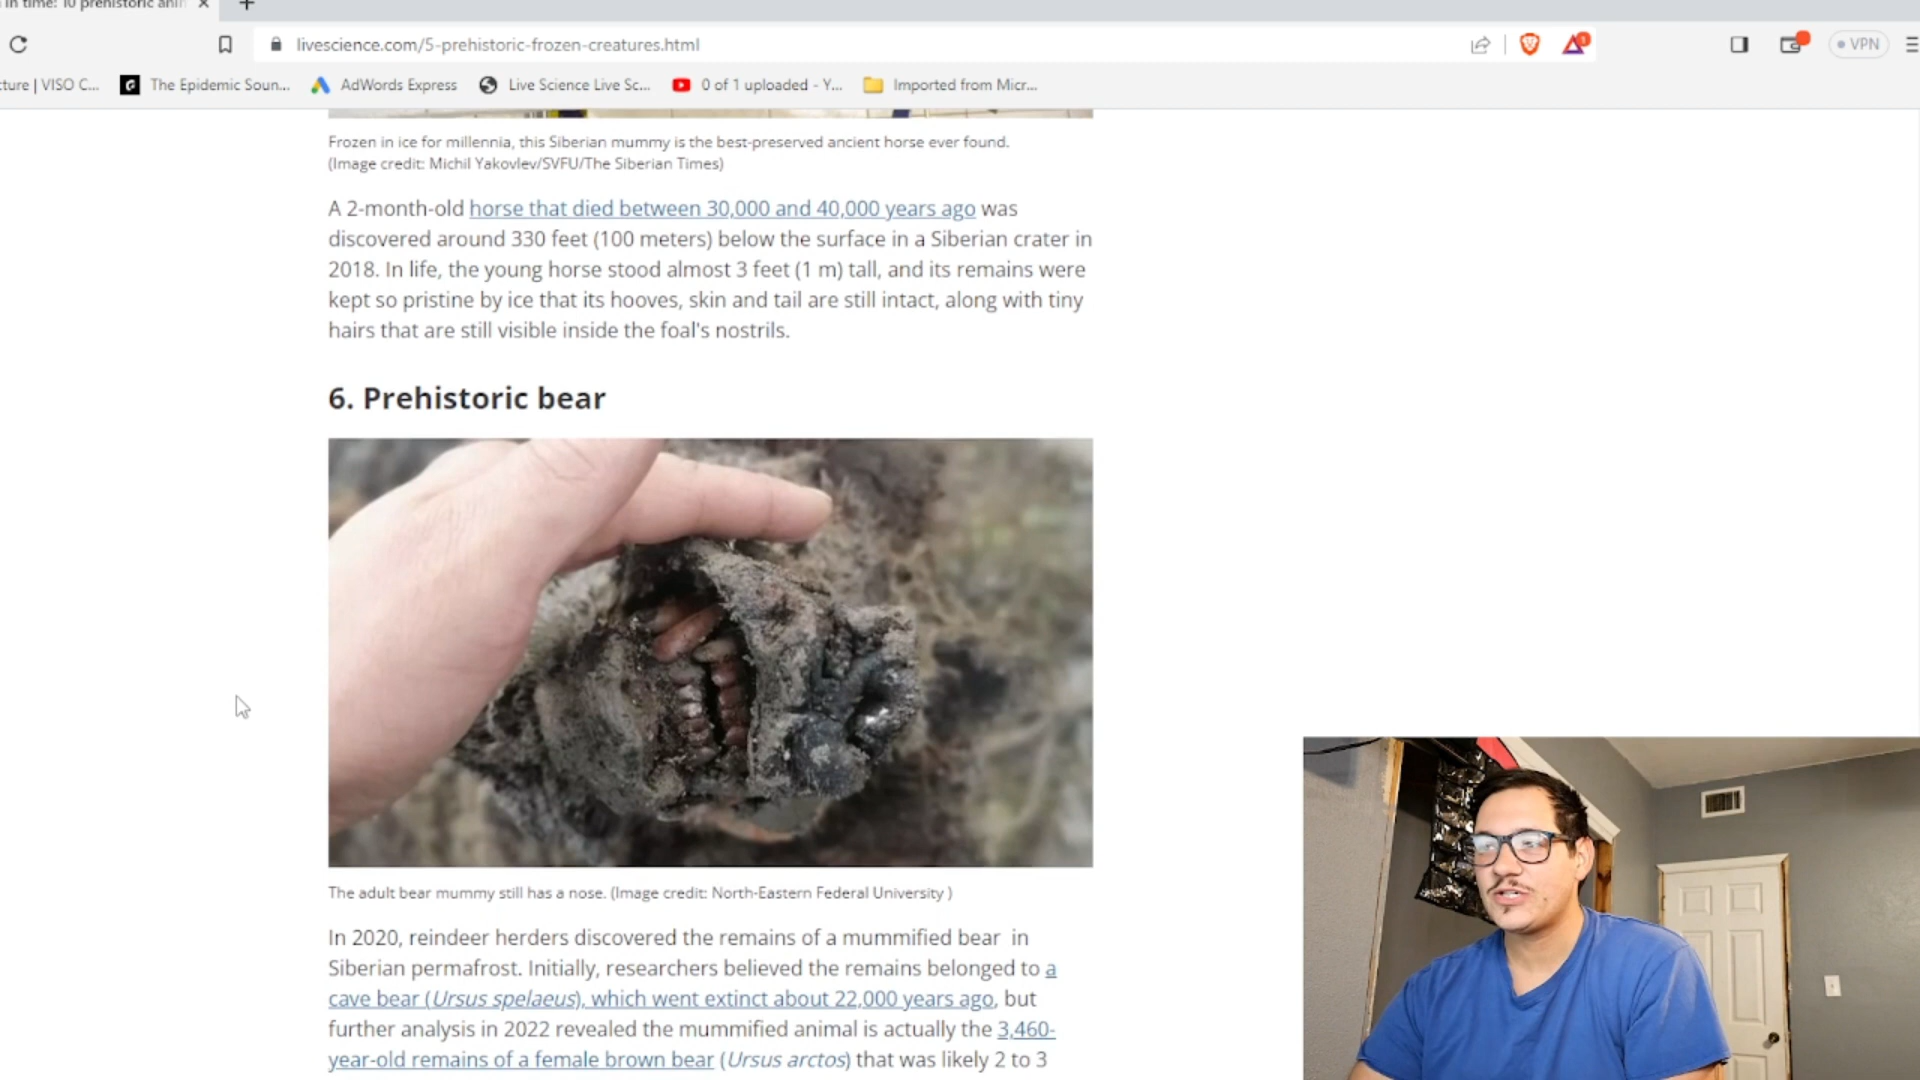 in time: 10 prehistoric ani
livescience.com/5-prehistoric-frozen-creatures.html
VPN
cture | VISO C...
The Epidemic Soun...
AdWords Express
Live Science Live Sc...
0 of 1 uploaded - Y...
Imported from Micr...
Frozen in ice for millennia, this Siberian mummy is the best-preserved ancient horse ever found.
(Image credit: Michil Yakovlev/SVFU/The Siberian Times)
A 2-month-old horse that died between 30,000 and 40,000 years ago was
discovered around 330 feet (100 meters) below the surface in a Siberian crater in
2018. In life, the young horse stood almost 3 feet (1 m) tall, and its remains were
kept so pristine by ice that its hooves, skin and tail are still intact, along with tiny
hairs that are still visible inside the foal's nostrils.
6. Prehistoric bear
The adult bear mummy still has a nose. (Image credit: North-Eastern Federal University )
In 2020, reindeer herders discovered the remains of a mummified bear in
Siberian permafrost. Initially, researchers believed the remains belonged to a
cave bear (Ursus spelaeus), which went extinct about 22,000 years ago, but
further analysis in 2022 revealed the mummified animal is actually the 3,460-
year-old remains of a female brown bear (Ursus arctos) that was likely 2 to 3